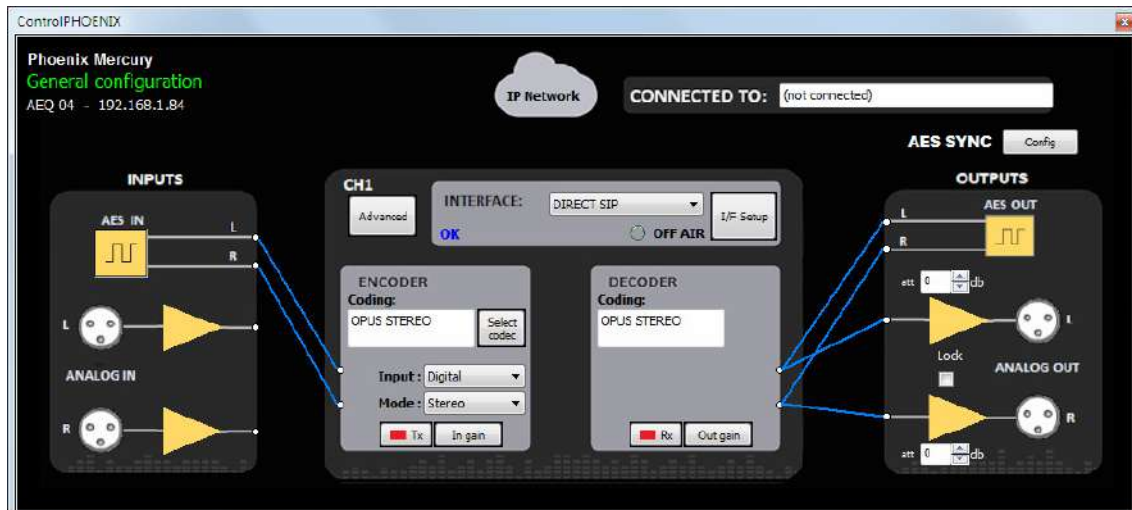 ControlPHOENIX
Phoenix Mercury
General configuration
AEQ 04 - 192.168.1.84
IP Network
CONNECTED TO: (not connected)
AES SYNC Config
INPUTS
AES IN
L
R
L
ANALOG IN
R
CH1
Advanced
INTERFACE: DIRECT SIP
I/F Setup
OK OFF AIR
ENCODER
Coding:
OPUS STEREO
Select
codec
Input : Digital
Mode : Stereo
Tx In gain
DECODER
Coding:
OPUS STEREO
Rx Out gain
OUTPUTS
AES OUT
L
R
att 0 db
L
Lock
ANALOG OUT
R
att 0 db